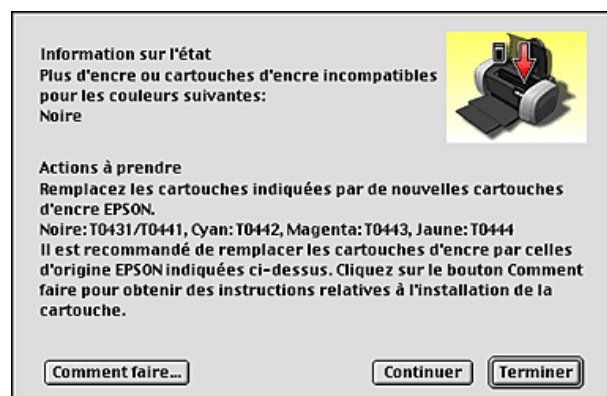 Information sur l'état
Plus d'encre ou cartouches d'encre incompatibles
pour les couleurs suivantes:
Noire
Actions à prendre
Remplacez les cartouches indiquées par de nouvelles cartouches
d'encre EPSON.
Noire: T0431/T0441, Cyan: T0442, Magenta: T0443, Jaune: T0444
Il est recommandé de remplacer les cartouches d'encre par celles
d'origine EPSON indiquées ci-dessus. Cliquez sur le bouton Comment
faire pour obtenir des instructions relatives à l'installation de la
cartouche.
Comment faire...
Continuer
Terminer